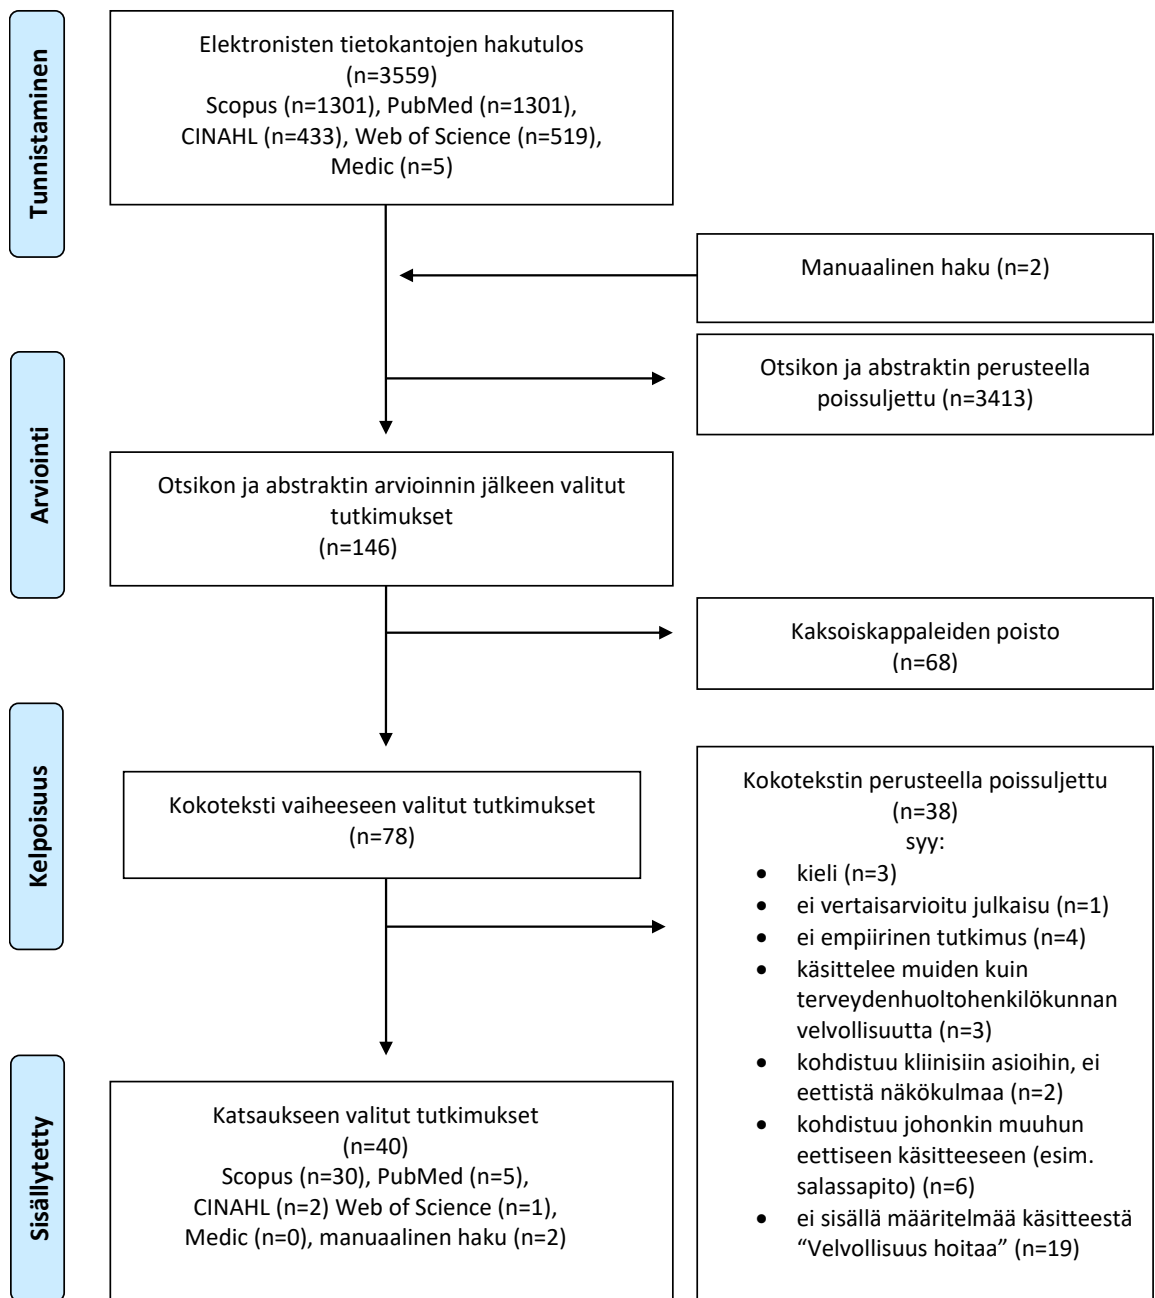 Tunnistaminen
Elektronisten tietokantojen hakutulos
(n=3559)
Scopus (n=1301), PubMed (n=1301),
CINAHL (n=433), Web of Science (n=519),
Medic (n=5)
Manuaalinen haku (n=2)
Otsikon ja abstraktin perusteella
poissuljettu (n=3413)
Arviointi
Otsikon ja abstraktin arvioinnin jälkeen valitut
tutkimukset
(n=146)
Kaksoiskappaleiden poisto
(n=68)
Kelpoisuus
Kokoteksti vaiheeseen valitut tutkimukset
(n=78)
Kokotekstin perusteella poissuljettu
(n=38)
syy:
• kieli (n=3)
• ei vertaisarvioitu julkaisu (n=1)
• ei empiirinen tutkimus (n=4)
• käsittelee muiden kuin
terveydenhuoltohenkilökunnan
velvollisuutta (n=3)
• kohdistuu kliinisiin asioihin, ei
eettistä näkökulmaa (n=2)
• kohdistuu johonkin muuhun
eettiseen käsitteeseen (esim.
salassapito) (n=6)
• ei sisällä määritelmää käsitteestä
“Velvollisuus hoitaa” (n=19)
Sisällytetty
Katsaukseen valitut tutkimukset
(n=40)
Scopus (n=30), PubMed (n=5),
CINAHL (n=2) Web of Science (n=1),
Medic (n=0), manuaalinen haku (n=2)